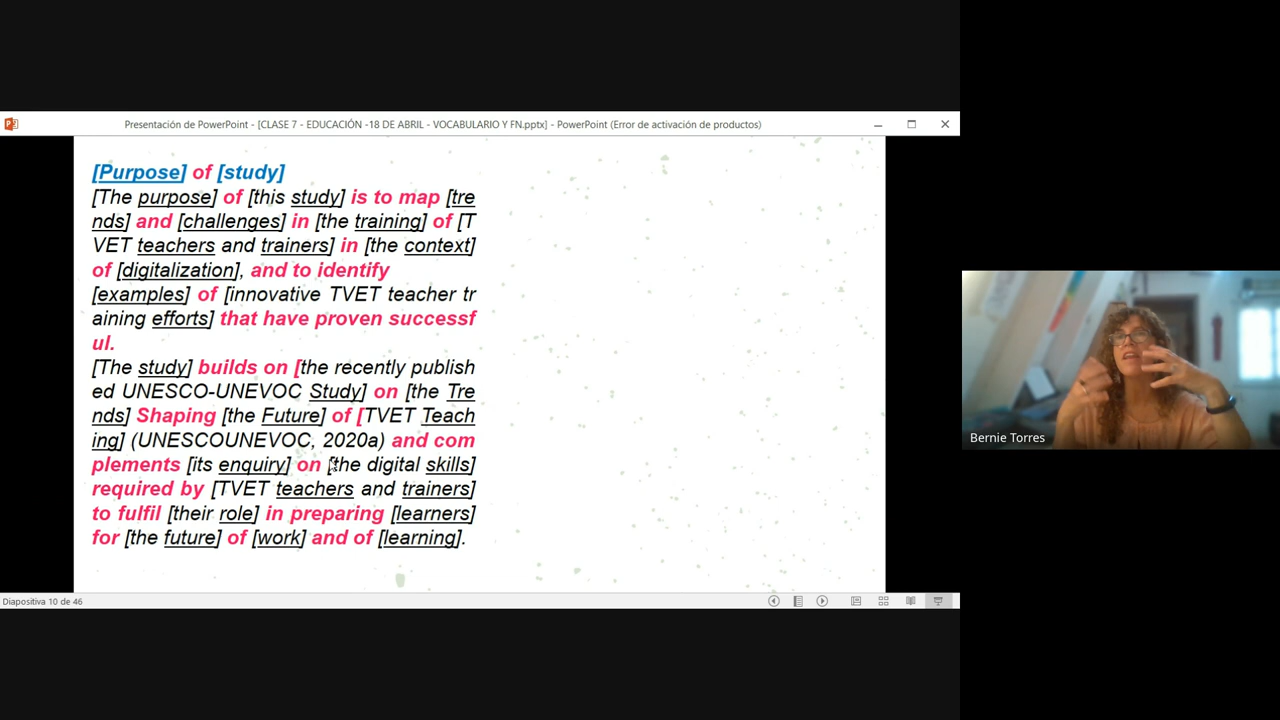 Presentación de PowerPoint - [CLASE 7 - EDUCACIÓN -18 DE ABRIL - VOCABULARIO Y FN.pptx] - PowerPoint (Error de activación de productos)
[Purpose] of [study]
[The purpose] of [this study] is to map [tre
nds] and [challenges] in [the training] of [T
VET teachers and trainers] in [the context]
of [digitalization], and to identify
[examples] of [innovative TVET teacher tr
aining efforts] that have proven successf
ul.
[The study] builds on [the recently publish
ed UNESCO-UNEVOC Study] on [the Tre
nds] Shaping [the Future] of [TVET Teach
ing] (UNESCOUNEVOC, 2020a) and com
plements [its enquiry] on [the digital skills]
required by [TVET teachers and trainers]
to fulfil [their role] in preparing [learners]
for [the future] of [work] and of [learning].
Bernie Torres
Diapositiva 10 de 46